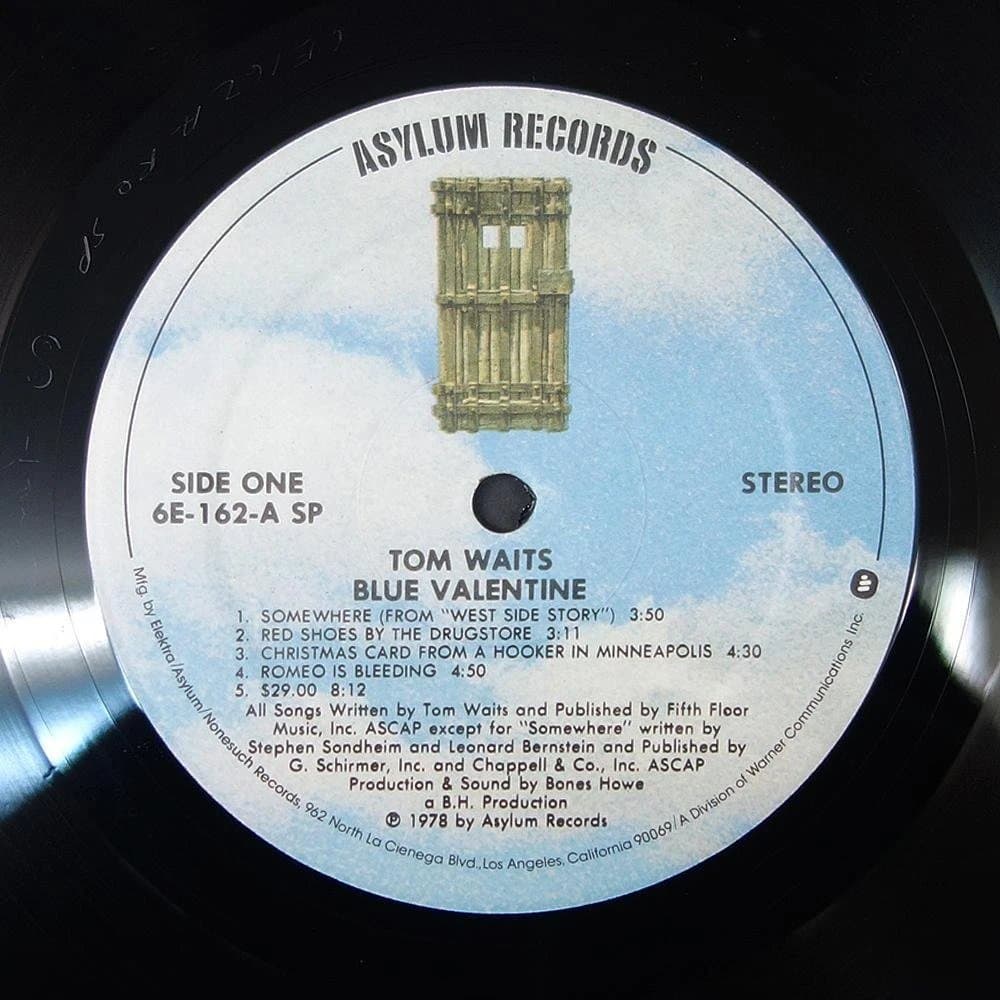 ASYLUM RECORDS
SIDE ONE
6E-162-A SP
STEREO
TOM WAITS
BLUE VALENTINE
1. SOMEWHERE (FROM "WEST SIDE STORY") 3:50
2. RED SHOES BY THE DRUGSTORE 3:11
3. CHRISTMAS CARD FROM A HOOKER IN MINNEAPOLIS 4:30
4. ROMEO IS BLEEDING 4:50
5. $29.00 8:12
All Songs Written by Tom Waits and Published by Fifth Floor
Music, Inc. ASCAP except for "Somewhere" written by
Stephen Sondheim and Leonard Bernstein and Published by
G. Schirmer, Inc. and Chappell & Co., Inc. ASCAP
Production & Sound by Bones Howe
a B.H. Production
℗ 1978 by Asylum Records
Mfg. by Elektra/Asylum/Nonesuch Records, 962 North La Cienega Blvd., Los Angeles, California 90069/A Division of Warner Communications Inc.